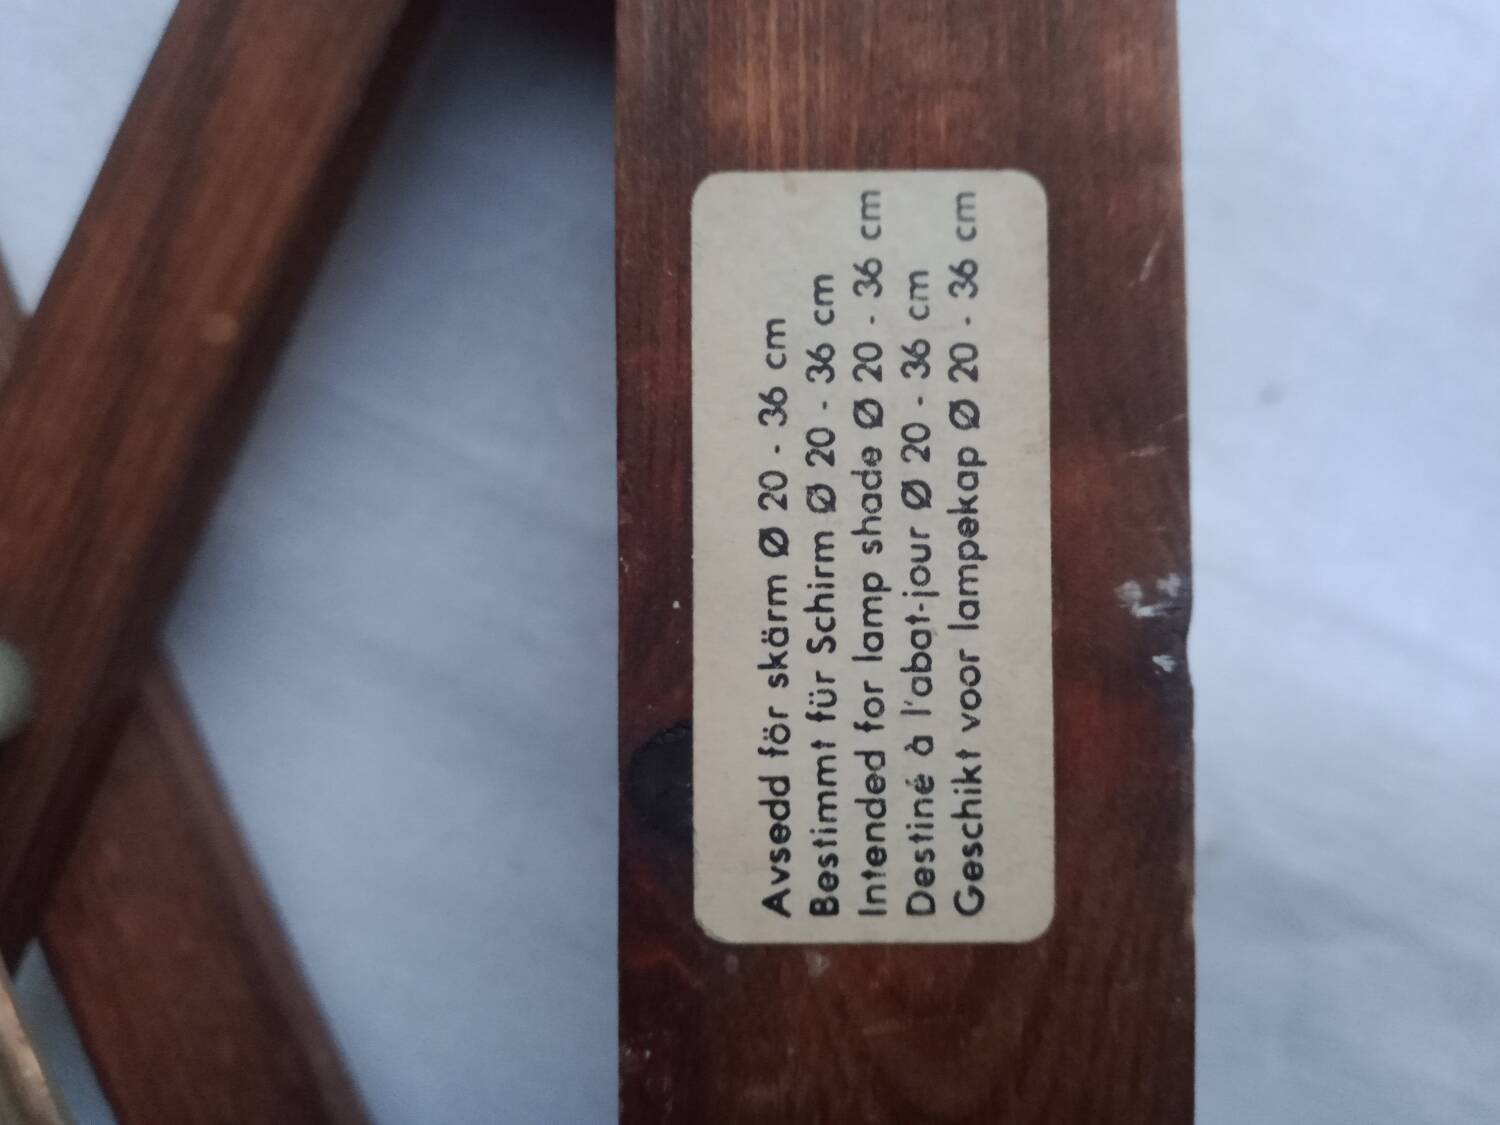 Avsedd för skärm Ø 20 - 36 cm
Bestimmt für Schirm Ø 20 - 36 cm
Intended for lamp shade Ø 20 - 36 cm
Destiné à l'abat-jour Ø 20 - 36 cm
Geschikt voor lampekap Ø 20 - 36 cm